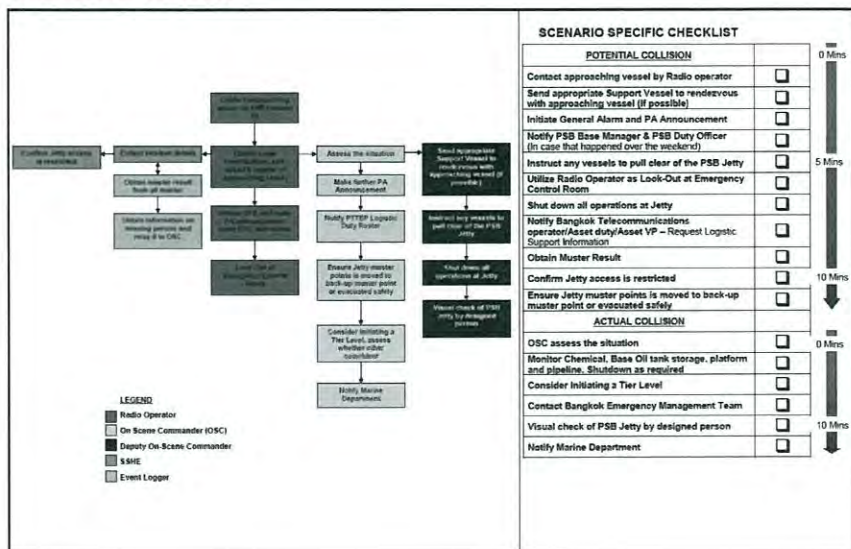 SCENARIO SPECIFIC CHECKLIST
POTENTIAL COLLISION
0 Mins
Contact approaching vessel by Radio operator
Send appropriate Support Vessel to rendezvous
with approaching vessel (if possible)
Initiate General Alarm and PA Announcement
Notify PSB Base Manager & PSB Duty Officer
(In case that happened over the weekend)
Instruct any vessels to pull clear of the PSB Jetty
5 Mins
Utilize Radio Operator as Look-Out at Emergency
Control Room
Shut down all operations at Jetty
Notify Bangkok Telecommunications
operator/Asset duty/Asset VP – Request Logistic
Support Information
Obtain Muster Result
Confirm Jetty access is restricted
10 Mins
Ensure Jetty muster points is moved to back-up
muster point or evacuated safely
ACTUAL COLLISION
OSC assess the situation
0 Mins
Monitor Chemical, Base Oil tank storage, platform
and pipeline. Shutdown as required
Consider Initiating a Tier Level
Contact Bangkok Emergency Management Team
Visual check of PSB Jetty by designed person
10 Mins
Notify Marine Department
Confirm Jetty access
is restricted
Obtain muster result
from all muster
Obtain information on
missing person and
relay it to OSC
Assess the situation
Make further PA
Announcement
Notify PTTEP Logistic
Duty Roster
Ensure Jetty muster
points is moved to
back-up muster point
or evacuated safely
Consider Initiating a
Tier Level, assess
whether other
Notify Marine
Department
Send appropriate
Support Vessel to
rendezvous with
approaching vessel (if
possible)
Instruct any vessels to
pull clear of the PSB
Jetty
Shut down all
operations at Jetty
Visual check of PSB
Jetty by designed
person
LEGEND
Radio Operator
On Scene Commander (OSC)
Deputy On-Scene Commander
SSHE
Event Logger